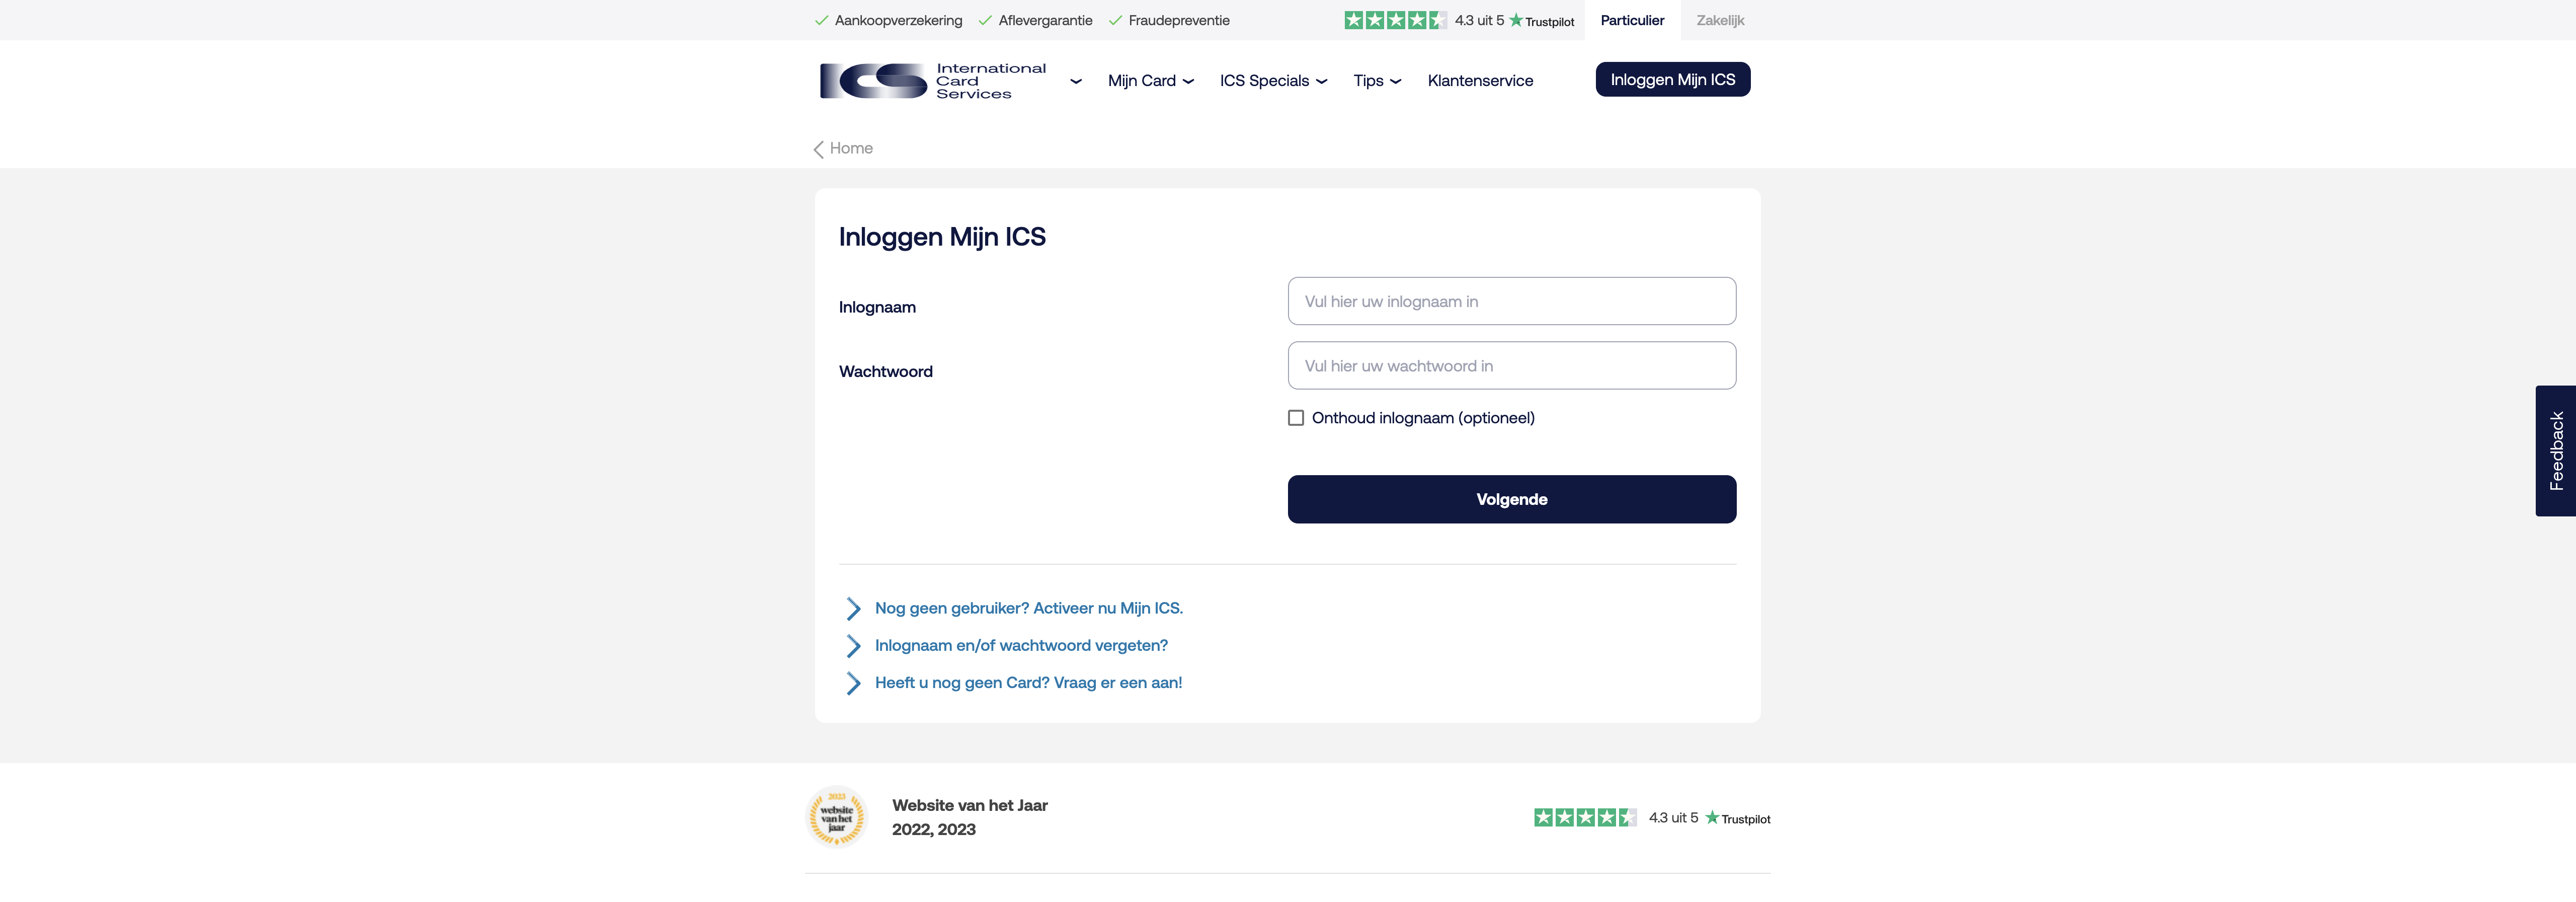 Aankoopverzekering Aflevergarantie Fraudepreventie 4.3 uit 5 Trustpilot Particulier Zakelijk
ICS International
Card
Services
Mijn Card ICS Specials Tips Klantenservice Inloggen Mijn ICS
Home
Inloggen Mijn ICS
Inlognaam Vul hier uw inlognaam in
Wachtwoord Vul hier uw wachtwoord in
Onthoud inlognaam (optioneel)
Volgende
Feedback
Nog geen gebruiker? Activeer nu Mijn ICS.
Inlognaam en/of wachtwoord vergeten?
Heeft u nog geen Card? Vraag er een aan!
2023
website
van het
jaar
Website van het Jaar
2022, 2023
4.3 uit 5 Trustpilot